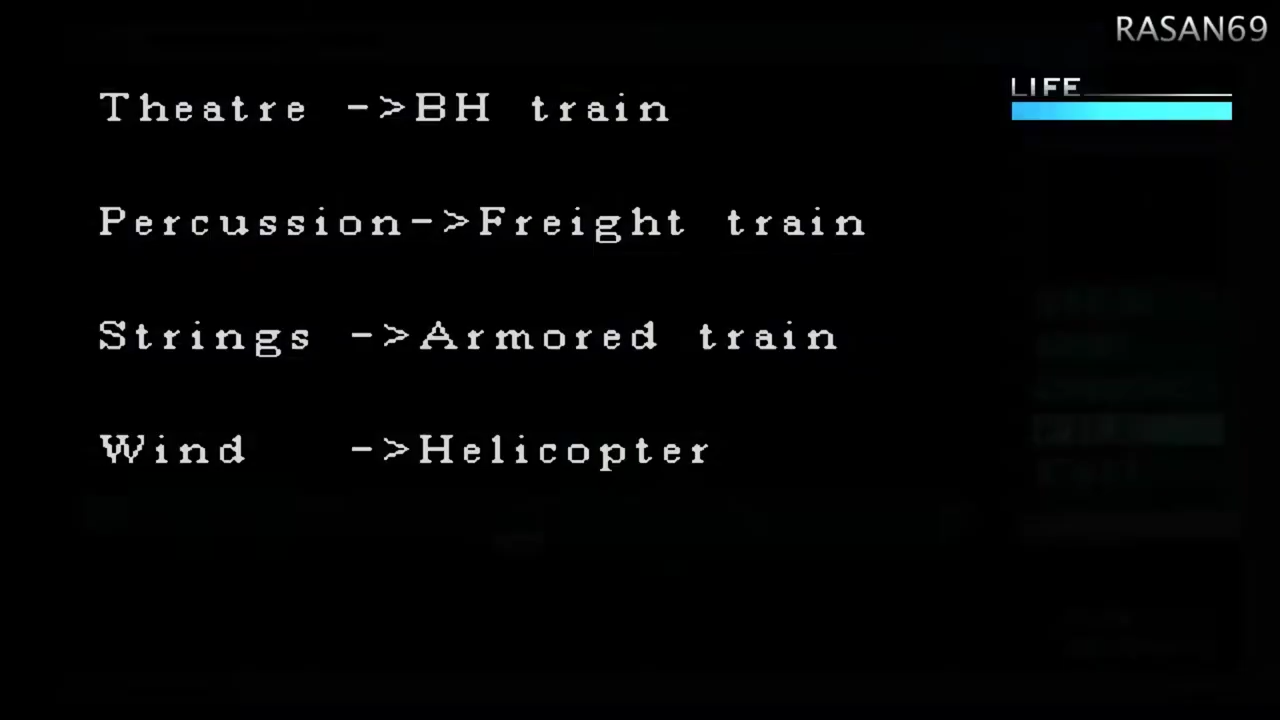 RASAN69
LIFE
Theatre ->BH train
Percussion->Freight train
Strings ->Armored train
Wind ->Helicopter